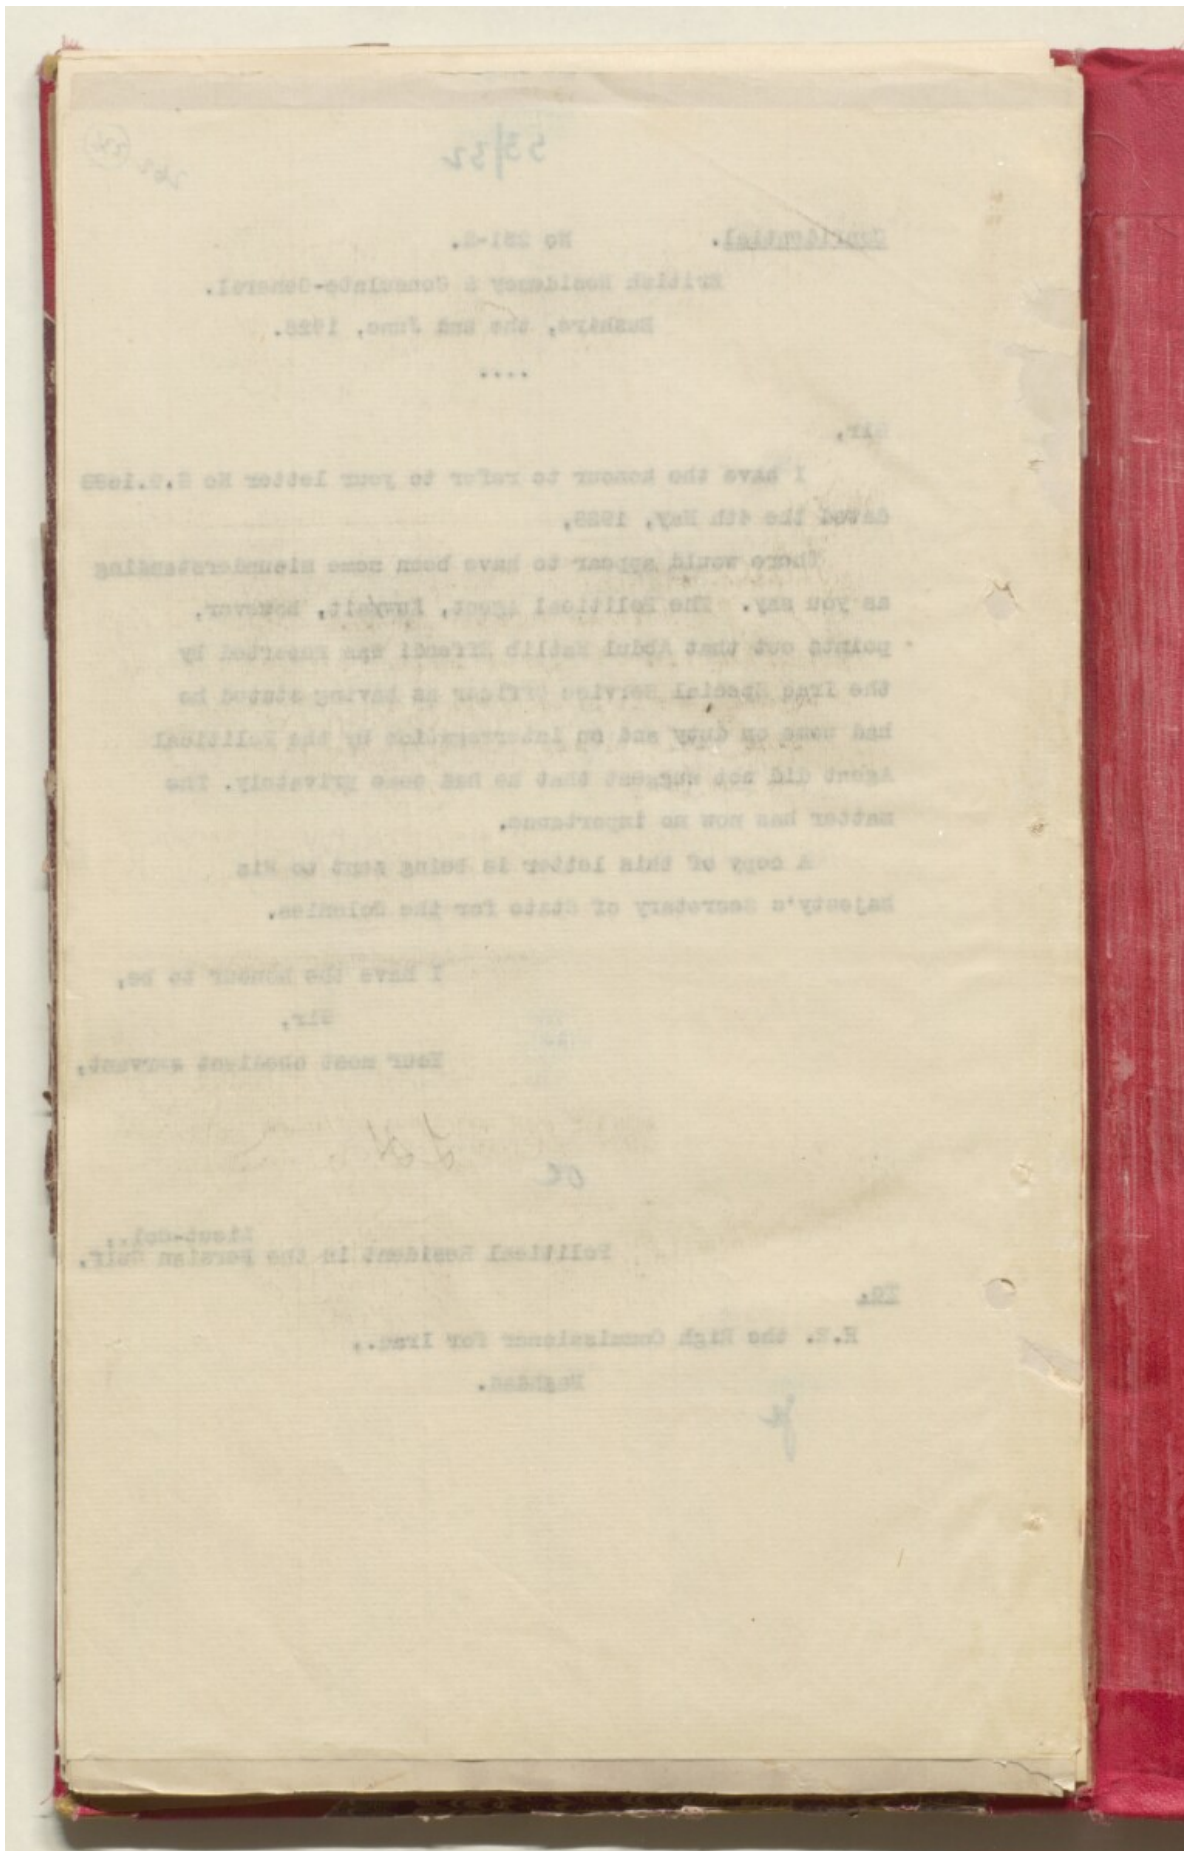 53/32
Confidential. No 251-S.
British Residency & Consulate-General.
Bushire, the 2nd June, 1928.
....
Sir,
I have the honour to refer to your letter No
dated the 4th May, 1928,
There would appear to have been some misunderstanding
as you say. The Political Agent, Kuwait, however,
points out that Abdul Mutlib Effendi was reported by
the Iraq Special Service Officer as having stated he
had come on duty and on interrogation by the Political
Agent did not suggest that he had come privately. The
matter has now no importance.
A copy of this letter is being sent to His
Majesty's Secretary of State for the Colonies.
I have the honour to be,
Sir,
Your most obedient servant,
Lieut-Col.,
Political Resident in the Persian Gulf.
To,
H.E. the High Commissioner for Iraq.,
Baghdad.